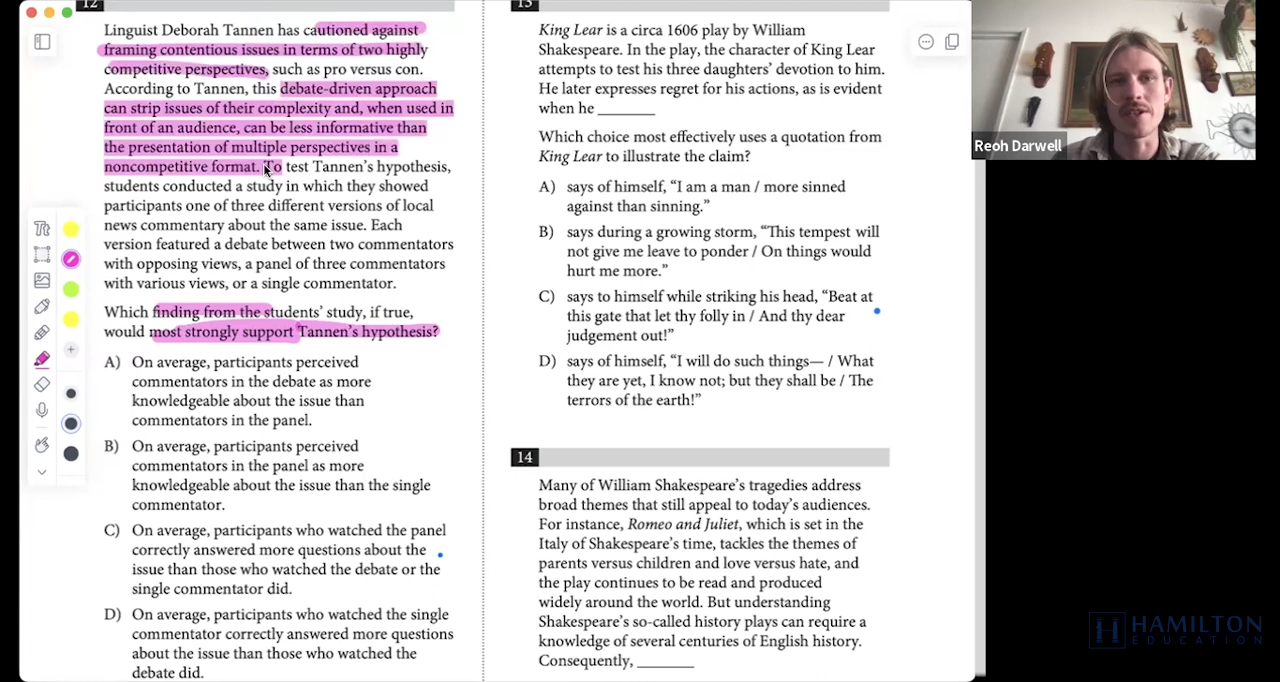 12
Linguist Deborah Tannen has cautioned against
framing contentious issues in terms of two highly
competitive perspectives, such as pro versus con.
According to Tannen, this debate-driven approach
can strip issues of their complexity and, when used in
front of an audience, can be less informative than
the presentation of multiple perspectives in a
noncompetitive format. To test Tannen's hypothesis,
students conducted a study in which they showed
participants one of three different versions of local
news commentary about the same issue. Each
version featured a debate between two commentators
with opposing views, a panel of three commentators
with various views, or a single commentator.
Which finding from the students' study, if true,
would most strongly support Tannen's hypothesis?
A) On average, participants perceived
commentators in the debate as more
knowledgeable about the issue than
commentators in the panel.
B) On average, participants perceived
commentators in the panel as more
knowledgeable about the issue than the single
commentator.
C) On average, participants who watched the panel
correctly answered more questions about the
issue than those who watched the debate or the
single commentator did.
D) On average, participants who watched the single
commentator correctly answered more questions
about the issue than those who watched the
debate did.
13
King Lear is a circa 1606 play by William
Shakespeare. In the play, the character of King Lear
attempts to test his three daughters' devotion to him.
He later expresses regret for his actions, as is evident
when he ______
Which choice most effectively uses a quotation from
King Lear to illustrate the claim?
A) says of himself, "I am a man / more sinned
against than sinning."
B) says during a growing storm, "This tempest will
not give me leave to ponder / On things would
hurt me more."
C) says to himself while striking his head, "Beat at
this gate that let thy folly in / And thy dear
judgement out!"
D) says of himself, "I will do such things— / What
they are yet, I know not; but they shall be / The
terrors of the earth!"
14
Many of William Shakespeare's tragedies address
broad themes that still appeal to today's audiences.
For instance, Romeo and Juliet, which is set in the
Italy of Shakespeare's time, tackles the themes of
parents versus children and love versus hate, and
the play continues to be read and produced
widely around the world. But understanding
Shakespeare's so-called history plays can require a
knowledge of several centuries of English history.
Consequently, ______
Tt
Reoh Darwell
H HAMILTON
EDUCATION